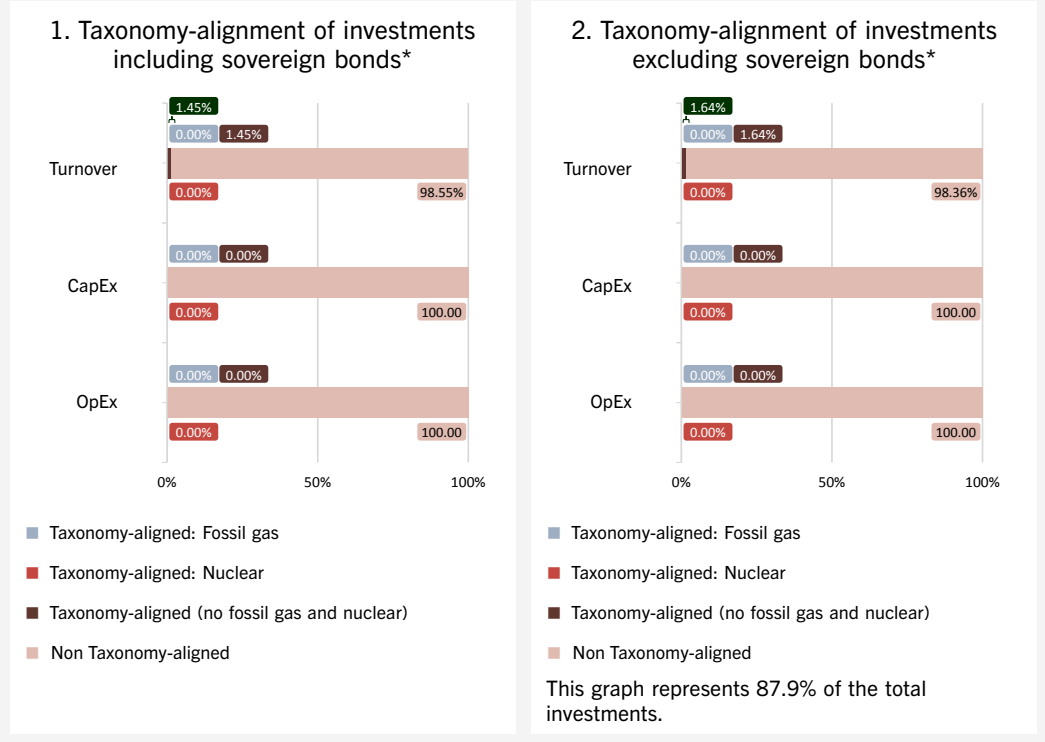 1. Taxonomy-alignment of investments
including sovereign bonds*
1.45%
0.00% 1.45%
Turnover
0.00% 98.55%
0.00% 0.00%
CapEx
0.00% 100.00
0.00% 0.00%
OpEx
0.00% 100.00
0% 50% 100%
Taxonomy-aligned: Fossil gas
Taxonomy-aligned: Nuclear
Taxonomy-aligned (no fossil gas and nuclear)
Non Taxonomy-aligned
2. Taxonomy-alignment of investments
excluding sovereign bonds*
1.64%
0.00% 1.64%
Turnover
0.00% 98.36%
0.00% 0.00%
CapEx
0.00% 100.00
0.00% 0.00%
OpEx
0.00% 100.00
0% 50% 100%
Taxonomy-aligned: Fossil gas
Taxonomy-aligned: Nuclear
Taxonomy-aligned (no fossil gas and nuclear)
Non Taxonomy-aligned
This graph represents 87.9% of the total
investments.